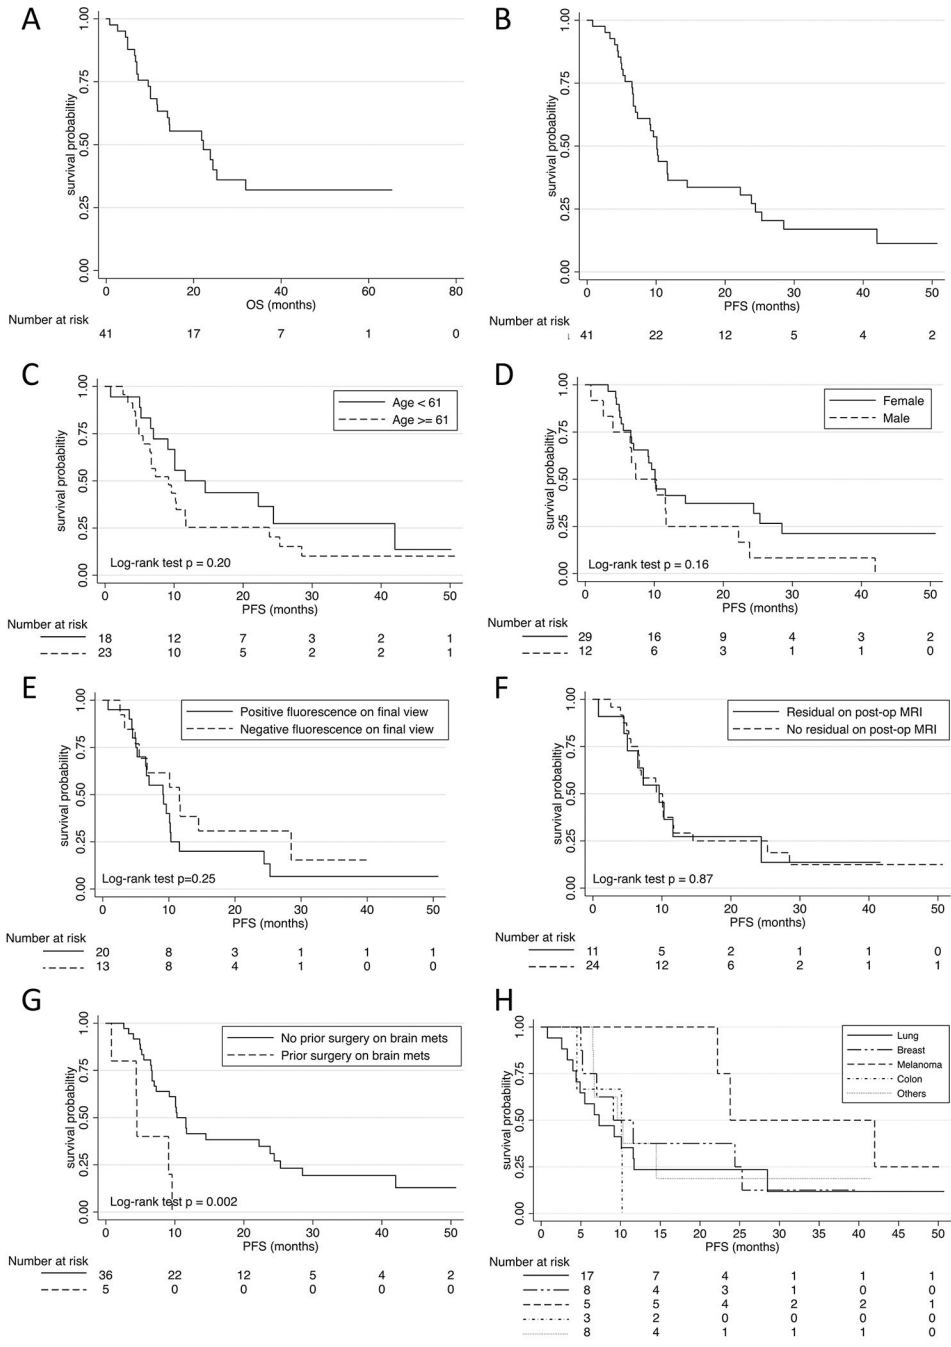 A
survival probabiltiy
1.00
0.75
0.50
0.25
0.00
0 20 40 60 80
OS (months)
Number at risk
41 17 7 1 0
B
survival probabiltiy
1.00
0.75
0.50
0.25
0.00
0 10 20 30 40 50
PFS (months)
Number at risk
41 22 12 5 4 2
C
survival probabiltiy
1.00
0.75
0.50
0.25
0.00
Age < 61
Age >= 61
Log-rank test p = 0.20
0 10 20 30 40 50
PFS (months)
Number at risk
18 12 7 3 2 1
23 10 5 2 2 1
D
survival probabiltiy
1.00
0.75
0.50
0.25
0.00
Female
Male
Log-rank test p = 0.16
0 10 20 30 40 50
PFS (months)
Number at risk
29 16 9 4 3 2
12 6 3 1 1 0
E
survival probabiltiy
1.00
0.75
0.50
0.25
0.00
Positive fluorescence on final view
Negative fluorescence on final view
Log-rank test p=0.25
0 10 20 30 40 50
PFS (months)
Number at risk
20 8 3 1 1 1
13 8 4 1 0 0
F
survival probabiltiy
1.00
0.75
0.50
0.25
0.00
Residual on post-op MRI
No residual on post-op MRI
Log-rank test p = 0.87
0 10 20 30 40 50
PFS (months)
Number at risk
11 5 2 1 1 0
24 12 6 2 1 1
G
survival probabiltiy
1.00
0.75
0.50
0.25
0.00
No prior surgery on brain mets
Prior surgery on brain mets
Log-rank test p = 0.002
0 10 20 30 40 50
PFS (months)
Number at risk
36 22 12 5 4 2
5 0 0 0 0 0
H
survival probabiltiy
1.00
0.75
0.50
0.25
0.00
Lung
Breast
Melanoma
Colon
Others
0 5 10 15 20 25 30 35 40 45 50
PFS (months)
Number at risk
17 7 4 1 1 1
8 4 3 1 0 0
5 5 4 2 2 1
3 2 0 0 0 0
8 4 1 1 1 0